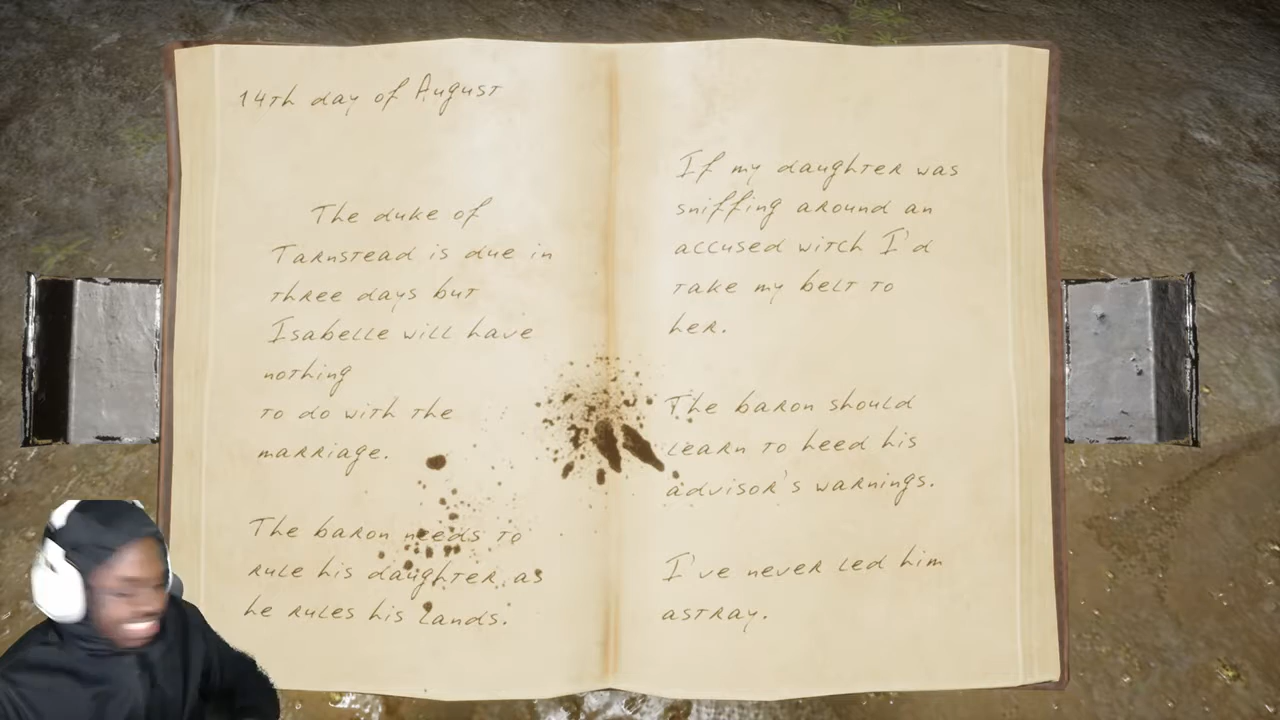 14th day of August
The duke of
Tarnstead is due in
three days but
Isabelle will have
nothing
to do with the
marriage.
The baron needs to
rule his daughter as
he rules his lands.
If my daughter was
sniffing around an
accused witch I'd
take my belt to
her.
The baron should
learn to heed his
advisor's warnings.
I've never led him
astray.